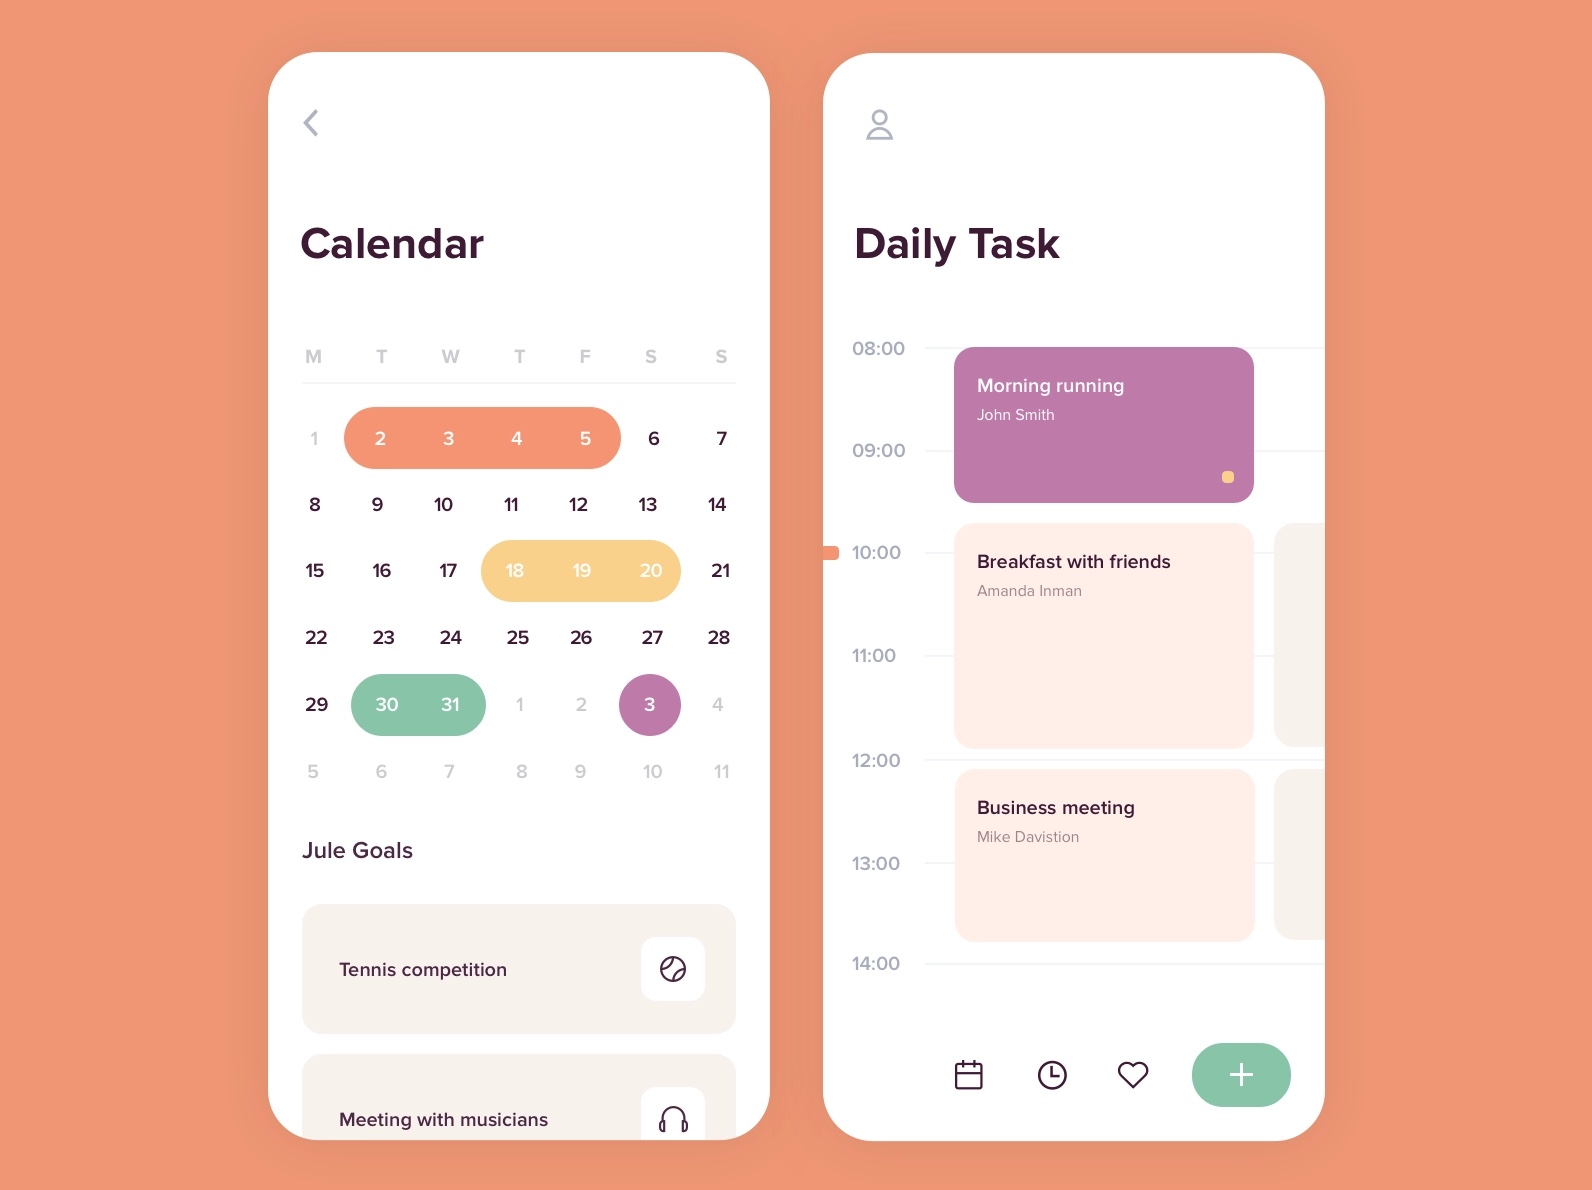 Calendar
M T W T F S S
1 2 3 4 5 6 7
8 9 10 11 12 13 14
15 16 17 18 19 20 21
22 23 24 25 26 27 28
29 30 31 1 2 3 4
5 6 7 8 9 10 11
Jule Goals
Tennis competition
Meeting with musicians
Daily Task
08:00
Morning running
John Smith
09:00
10:00
Breakfast with friends
Amanda Inman
11:00
12:00
Business meeting
Mike Davistion
13:00
14:00